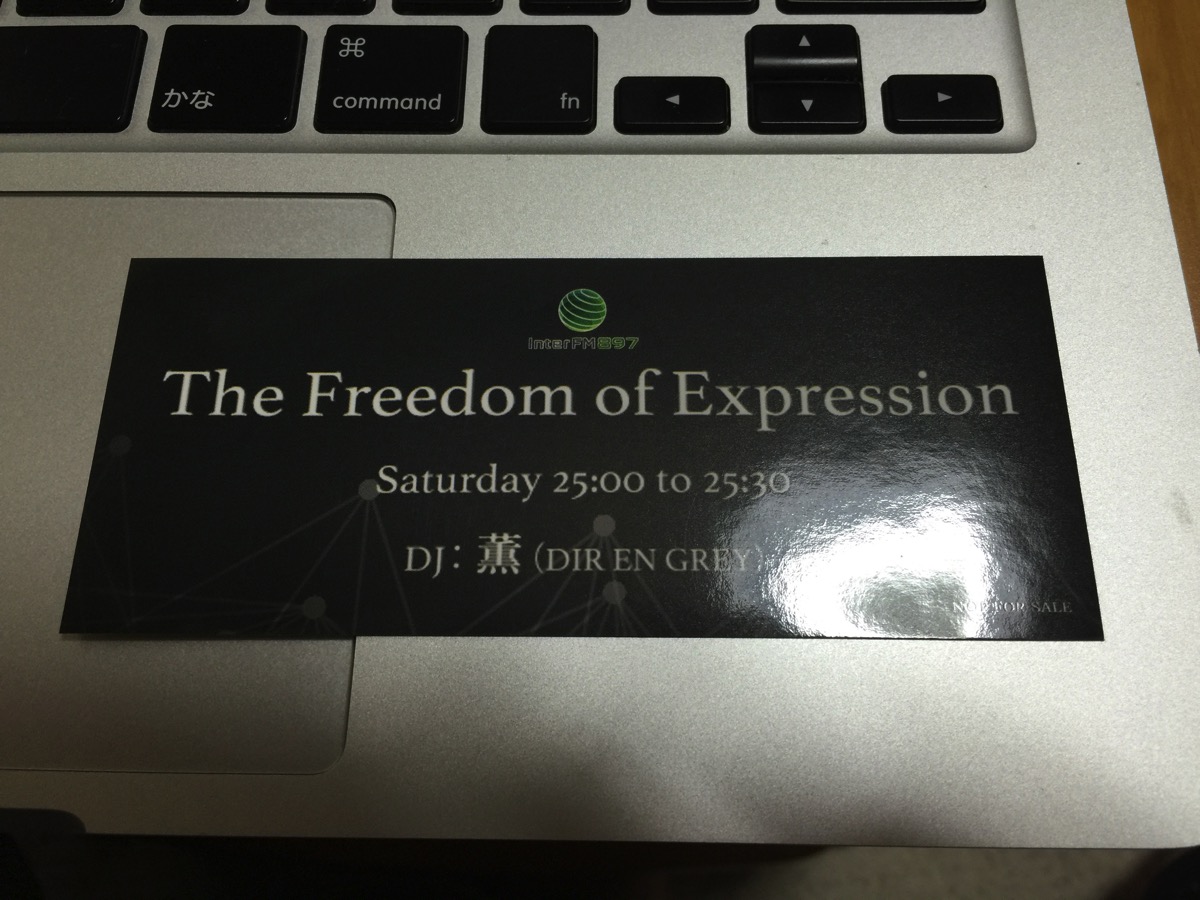 ⌘
かな
command
fn
InterFM897
The Freedom of Expression
Saturday 25:00 to 25:30
DJ：薫（DIR EN GREY）
NOT FOR SALE